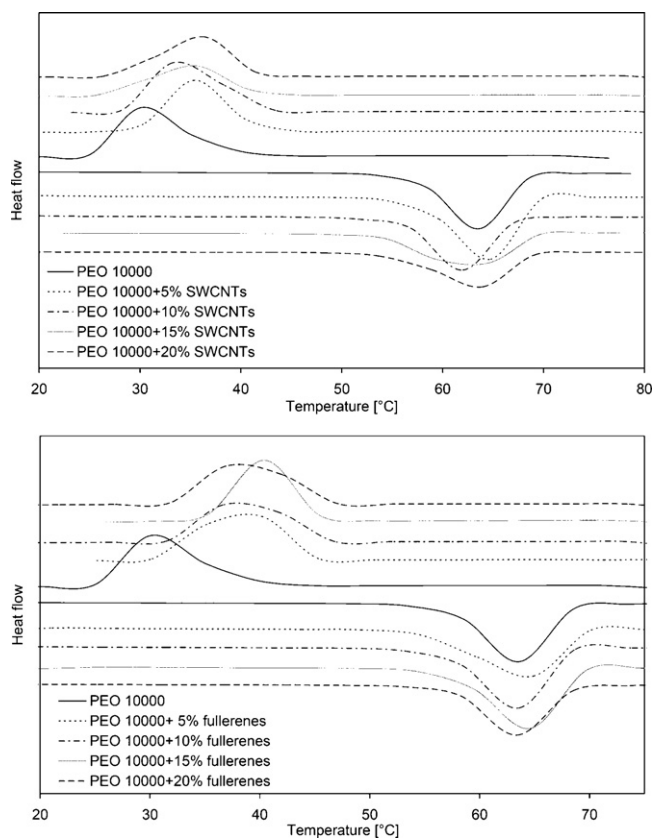 Heat flow
PEO 10000
PEO 10000+5% SWCNTs
PEO 10000+10% SWCNTs
PEO 10000+15% SWCNTs
PEO 10000+20% SWCNTs
20 30 40 50 60 70 80
Temperature [°C]
Heat flow
PEO 10000
PEO 10000+ 5% fullerenes
PEO 10000+10% fullerenes
PEO 10000+15% fullerenes
PEO 10000+20% fullerenes
20 30 40 50 60 70
Temperature [°C]